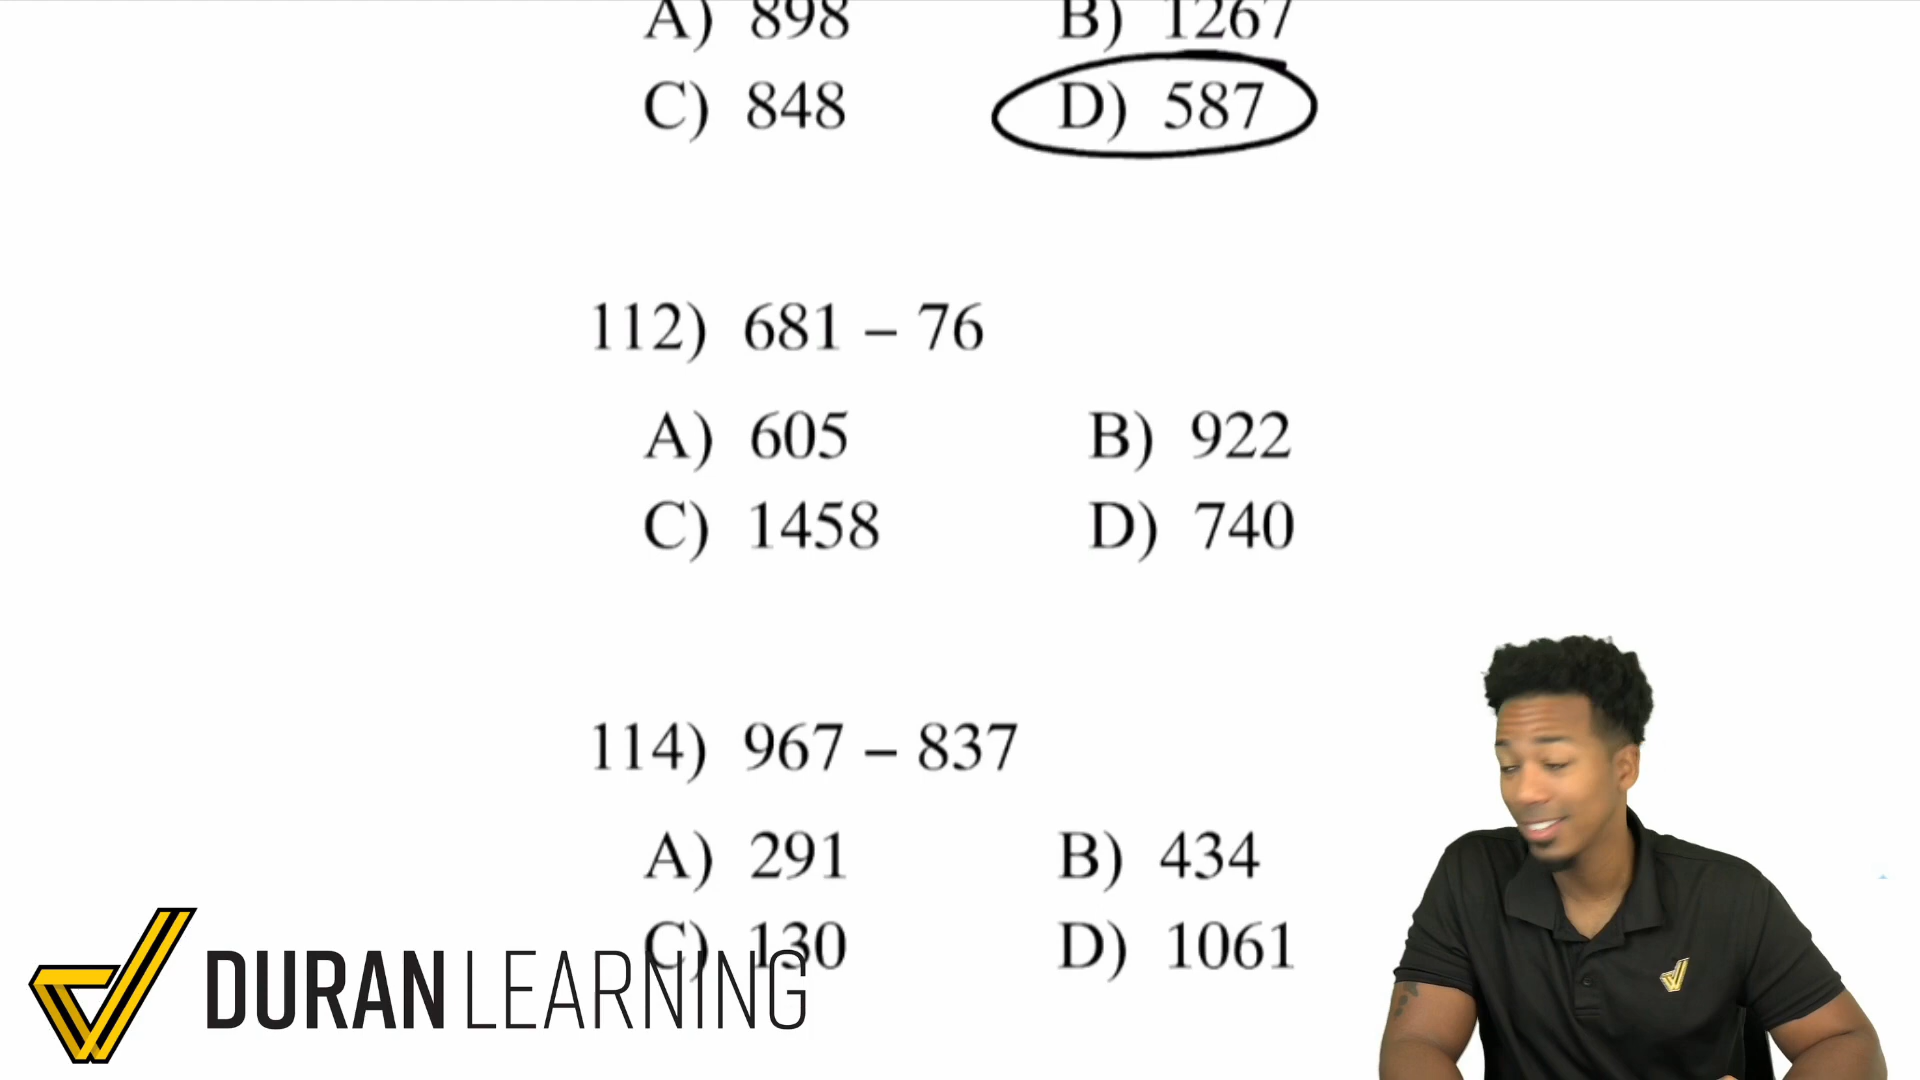 A) 898 B) 1267
C) 848 D) 587
112) 681 – 76
A) 605 B) 922
C) 1458 D) 740
114) 967 – 837
A) 291 B) 434
C) 130 D) 1061
DURAN LEARNING